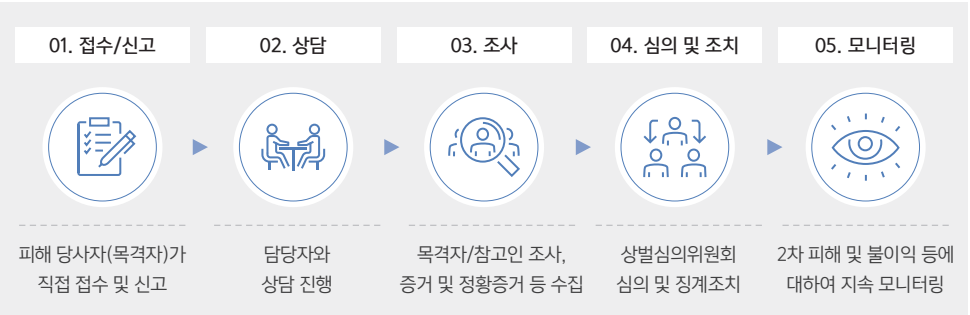 01. 접수/신고
02. 상담
03. 조사
04. 심의 및 조치
05. 모니터링
피해 당사자(목격자)가
직접 접수 및 신고
담당자와
상담 진행
목격자/참고인 조사,
증거 및 정황증거 등 수집
상벌심의위원회
심의 및 징계조치
2차 피해 및 불이익 등에
대하여 지속 모니터링